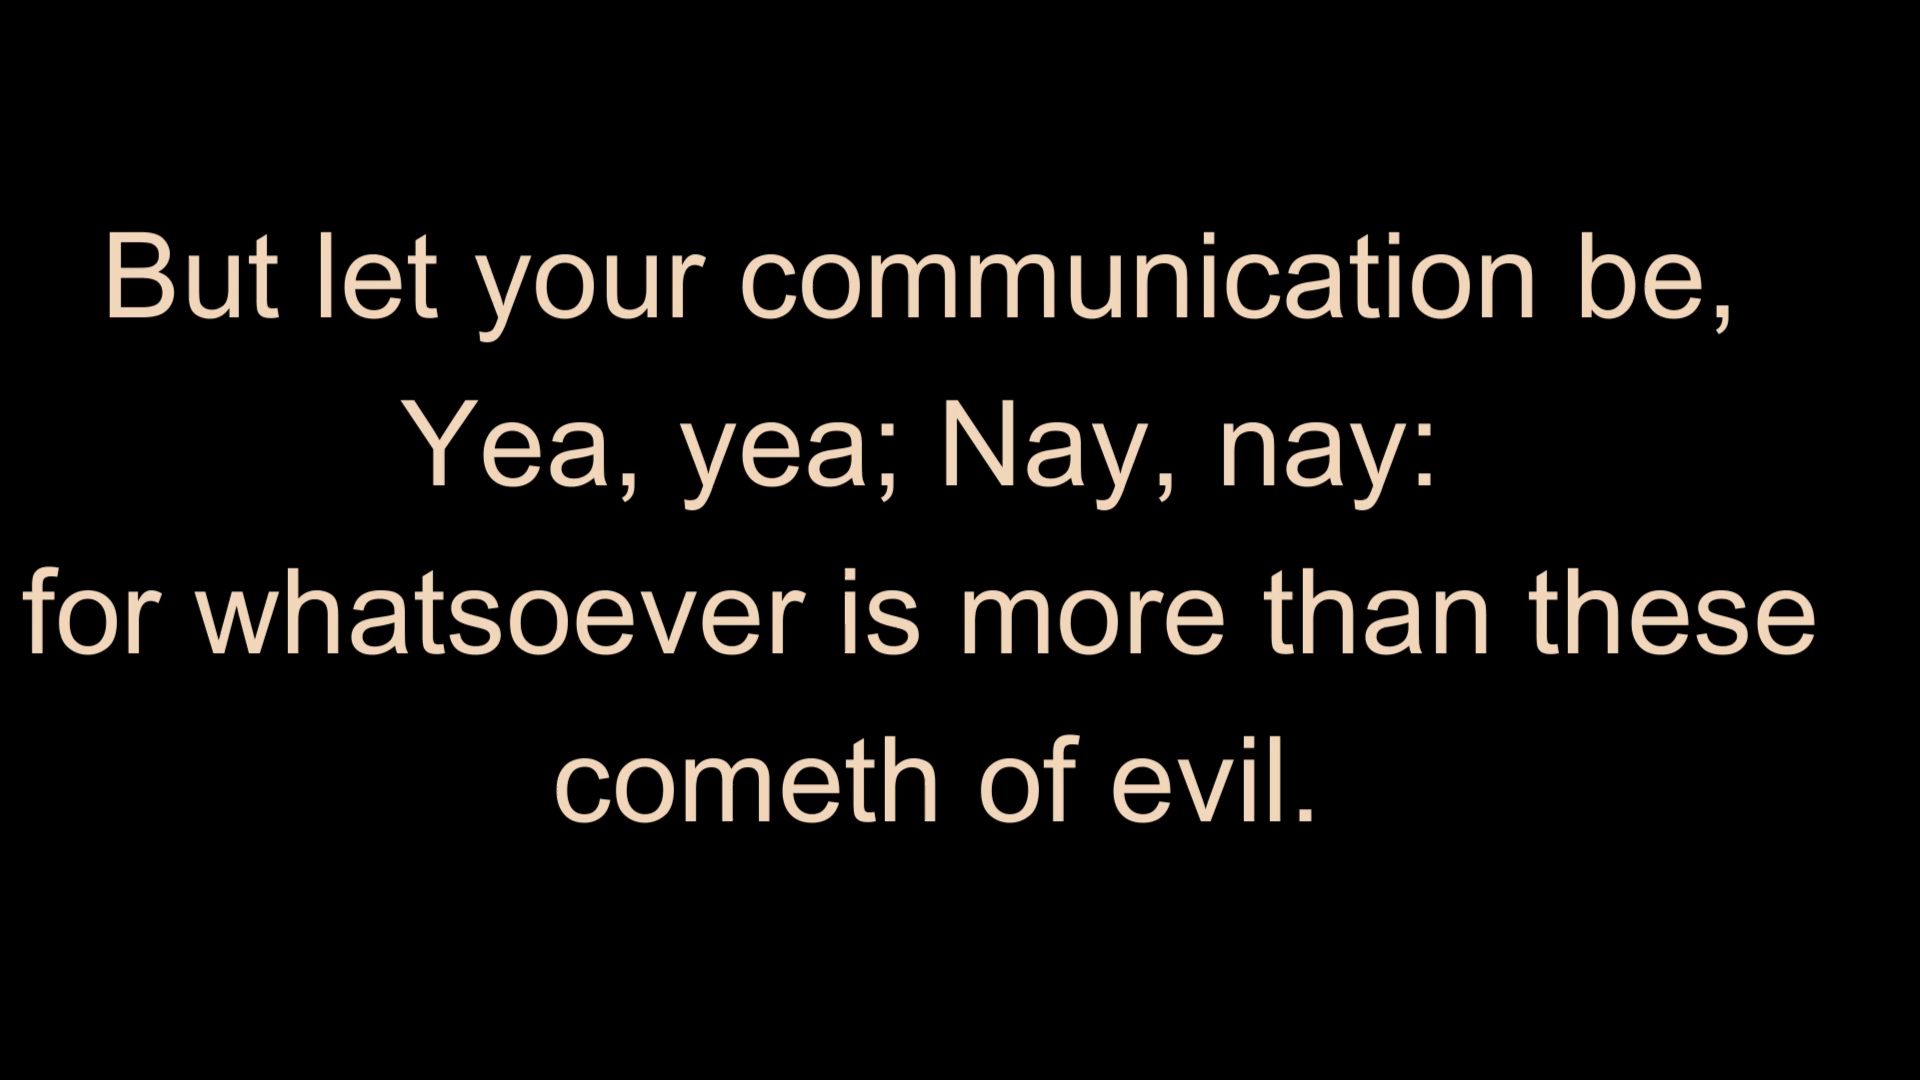 But let your communication be,
Yea, yea; Nay, nay:
for whatsoever is more than these
cometh of evil.